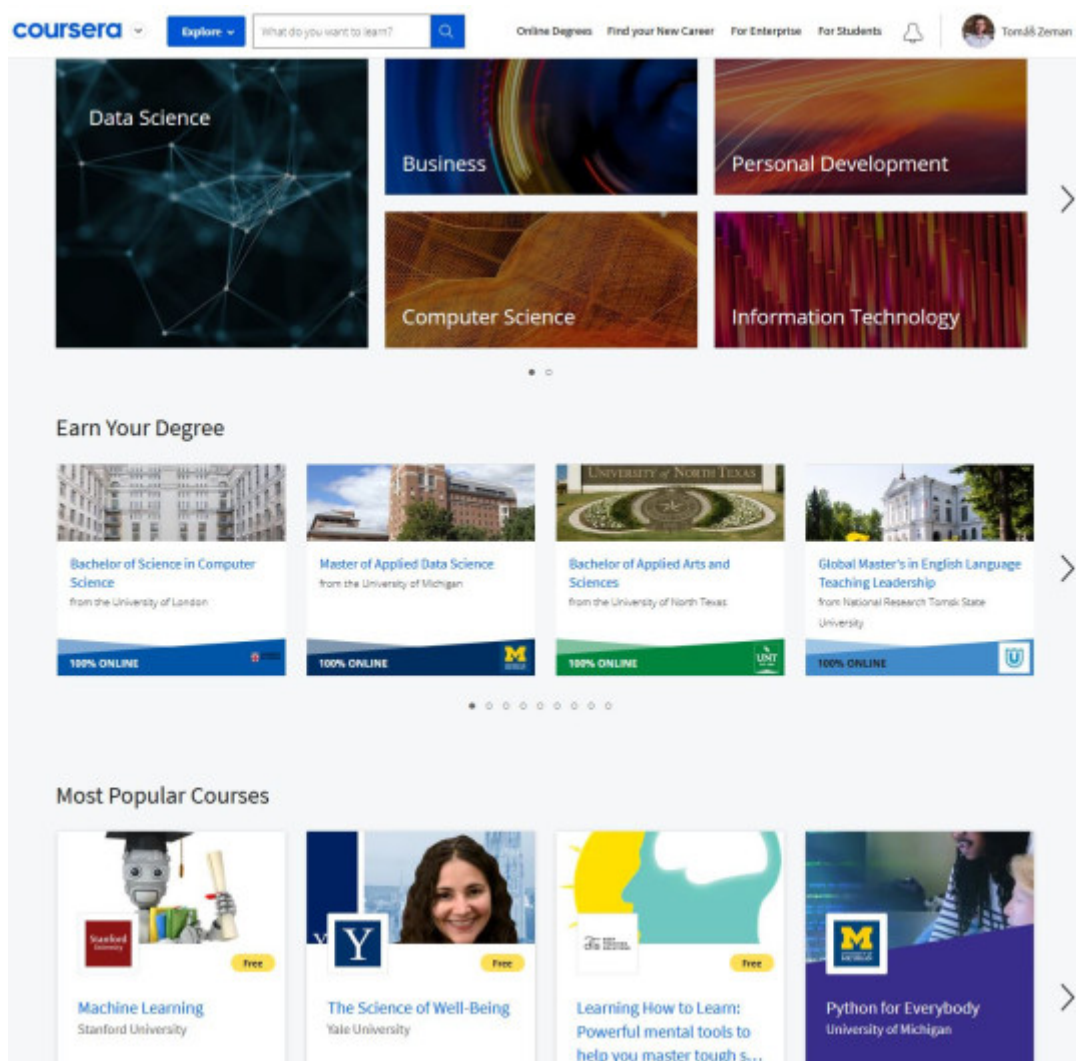 coursera
Explore
What do you want to learn?
Online Degrees
Find your New Career
For Enterprise
For Students
Tomáš Zeman
Data Science
Business
Personal Development
Computer Science
Information Technology
Earn Your Degree
UNIVERSITY of NORTH TEXAS
Bachelor of Science in Computer
Science
from the University of London
100% ONLINE
Master of Applied Data Science
from the University of Michigan
100% ONLINE
M
Bachelor of Applied Arts and
Sciences
from the University of North Texas
100% ONLINE
UNT
Global Master's in English Language
Teaching Leadership
from National Research Tomsk State
University
100% ONLINE
Most Popular Courses
Stanford
University
Free
Machine Learning
Stanford University
Y
Free
The Science of Well-Being
Yale University
Free
Learning How to Learn:
Powerful mental tools to
help you master tough s...
M
Python for Everybody
University of Michigan